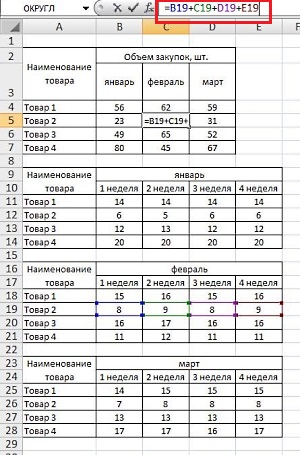 ОКРУГЛ
=B19+C19+D19+E19
A B C D E
1
2 Наименование товара Объем закупок, шт.
3 январь февраль март
4 Товар 1 56 62 59
5 Товар 2 23 =B19+C19+ 31
6 Товар 3 49 65 52
7 Товар 4 80 45 67
8
9 Наименование январь
10 товара 1 неделя 2 неделя 3 неделя 4 неделя
11 Товар 1 14 14 14 14
12 Товар 2 6 5 6 6
13 Товар 3 12 13 12 12
14 Товар 4 20 20 20 20
15
16 Наименование февраль
17 товара 1 неделя 2 неделя 3 неделя 4 неделя
18 Товар 1 15 16 15 16
19 Товар 2 8 9 8 9
20 Товар 3 16 17 16 16
21 Товар 4 11 12 11 11
22
23 Наименование март
24 товара 1 неделя 2 неделя 3 неделя 4 неделя
25 Товар 1 14 15 15 15
26 Товар 2 7 8 8 8
27 Товар 3 13 13 13 13
28 Товар 4 17 17 16 17